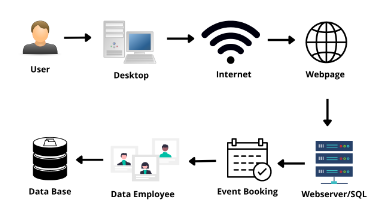 User
Desktop
Internet
Webpage
Data Base
Data Employee
Event Booking
Webserver/SQL